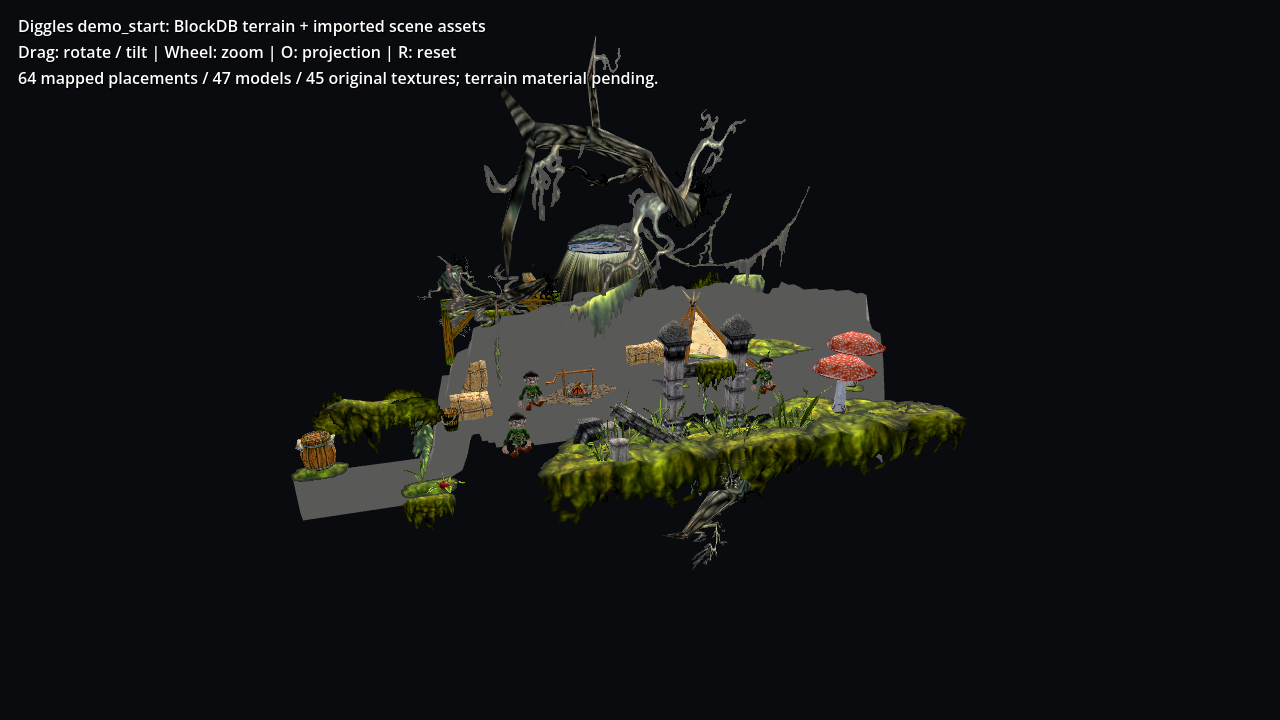 Diggles demo_start: BlockDB terrain + imported scene assets
Drag: rotate / tilt | Wheel: zoom | O: projection | R: reset
64 mapped placements / 47 models / 45 original textures; terrain material pending.